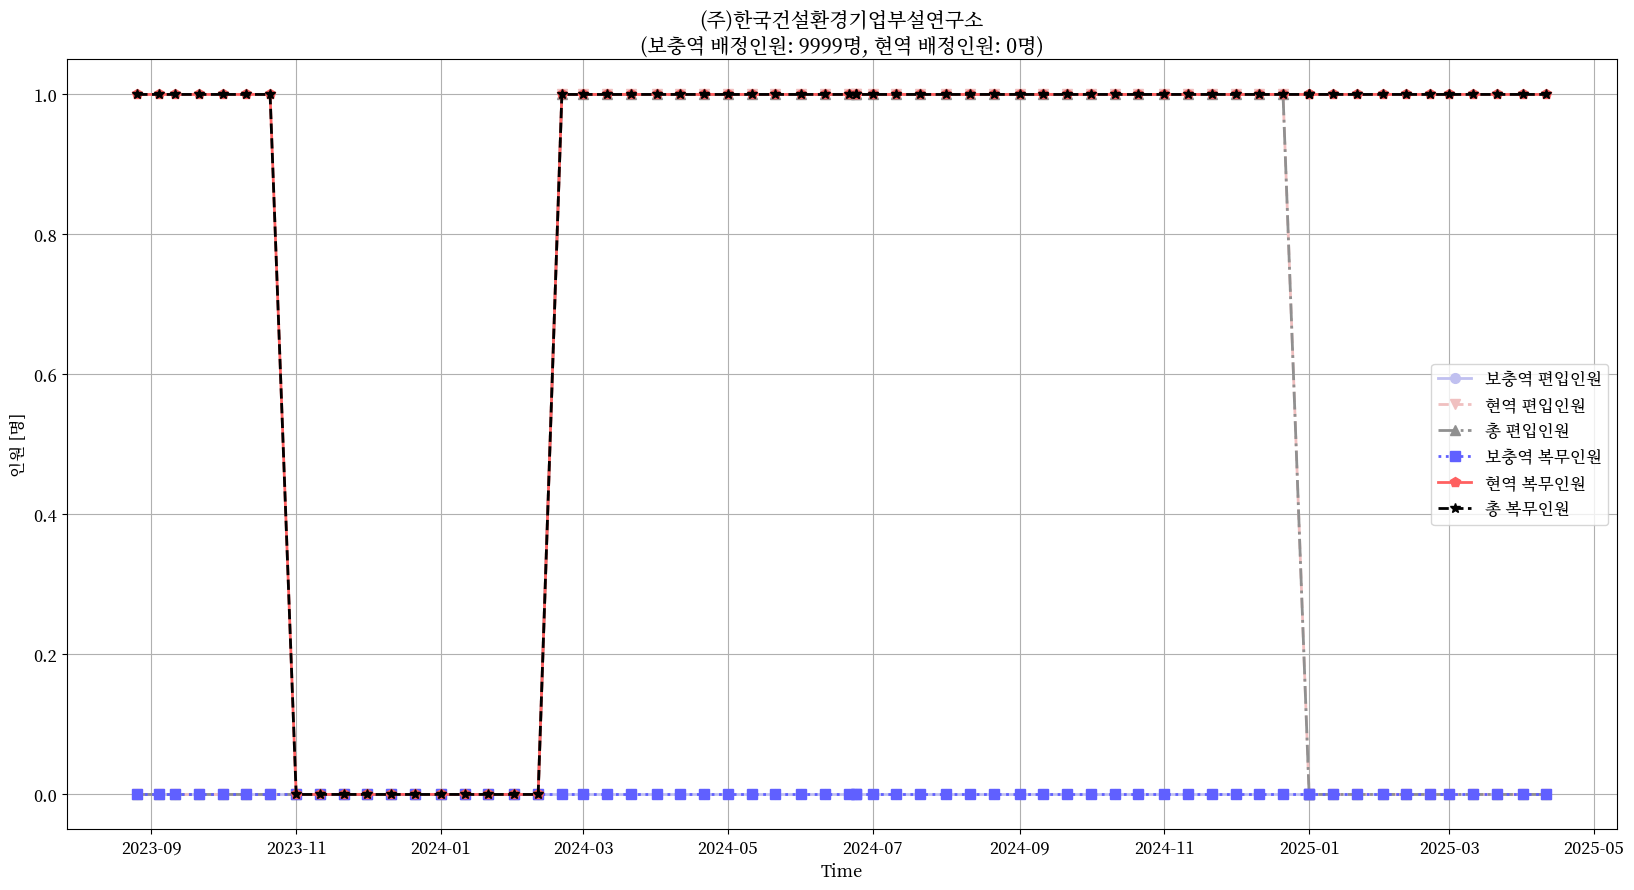 (주)한국건설환경기업부설연구소
(보충역 배정인원: 9999명, 현역 배정인원: 0명)
1.0
0.8
0.6
0.4
0.2
0.0
인원 [명]
보충역 편입인원
현역 편입인원
총 편입인원
보충역 복무인원
현역 복무인원
총 복무인원
2023-09
2023-11
2024-01
2024-03
2024-05
2024-07
2024-09
2024-11
2025-01
2025-03
2025-05
Time